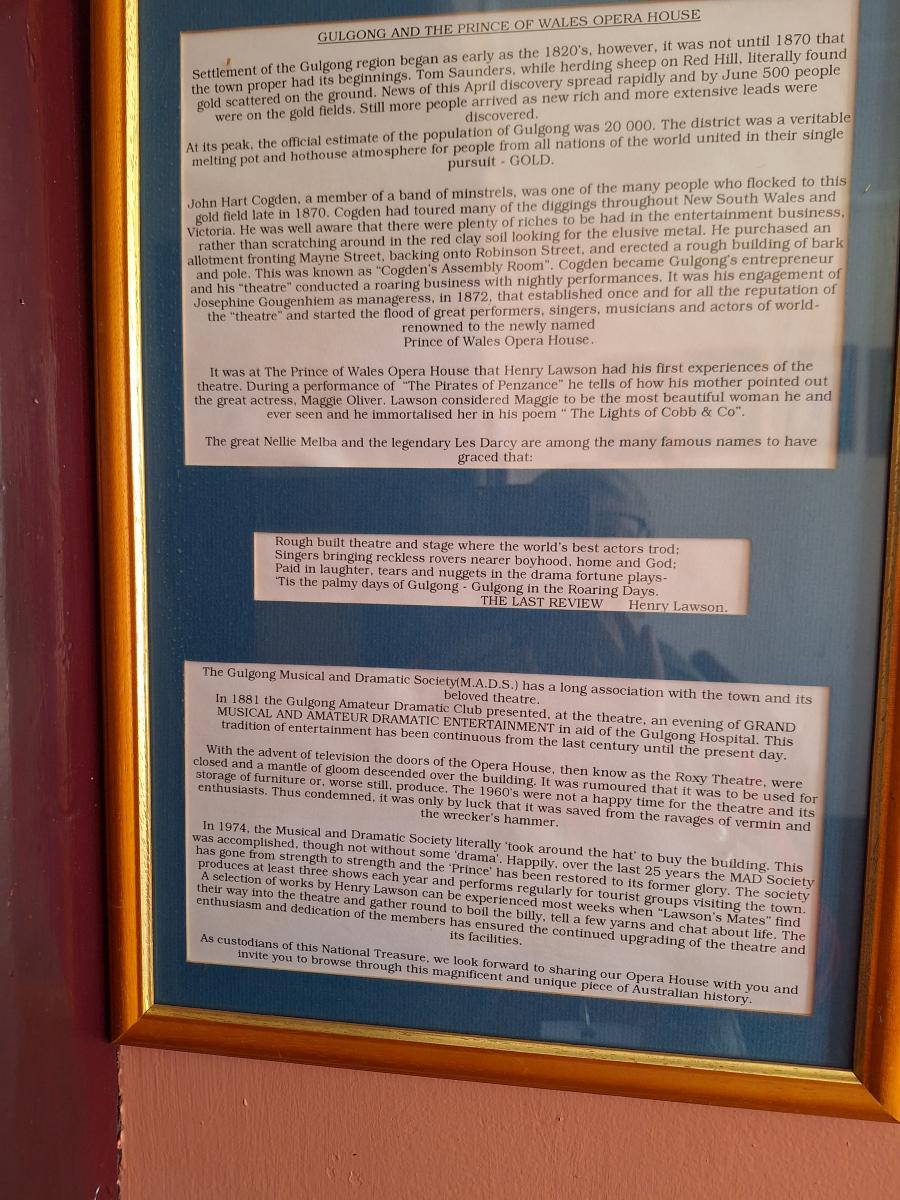 GULGONG AND THE PRINCE OF WALES OPERA HOUSE
Settlement of the Gulgong region began as early as the 1820's, however, it was not until 1870 that
the town proper had its beginnings. Tom Saunders, while herding sheep on Red Hill, literally found
gold scattered on the ground. News of this April discovery spread rapidly and by June 500 people
were on the gold fields. Still more people arrived as new rich and more extensive leads were
discovered.
At its peak, the official estimate of the population of Gulgong was 20 000. The district was a veritable
melting pot and hothouse atmosphere for people from all nations of the world united in their single
pursuit - GOLD.
John Hart Cogden, a member of a band of minstrels, was one of the many people who flocked to this
gold field late in 1870. Cogden had toured many of the diggings throughout New South Wales and
Victoria. He was well aware that there were plenty of riches to be had in the entertainment business,
rather than scratching around in the red clay soil looking for the elusive metal. He purchased an
allotment fronting Mayne Street, backing onto Robinson Street, and erected a rough building of bark
and pole. This was known as "Cogden's Assembly Room". Cogden became Gulgong's entrepreneur
and his "theatre" conducted a roaring business with nightly performances. It was his engagement of
Josephine Gougenhiem as manageress, in 1872, that established once and for all the reputation of
the "theatre" and started the flood of great performers, singers, musicians and actors of world-
renowned to the newly named
Prince of Wales Opera House.
It was at The Prince of Wales Opera House that Henry Lawson had his first experiences of the
theatre. During a performance of "The Pirates of Penzance" he tells of how his mother pointed out
the great actress, Maggie Oliver. Lawson considered Maggie to be the most beautiful woman he and
ever seen and he immortalised her in his poem " The Lights of Cobb & Co".
The great Nellie Melba and the legendary Les Darcy are among the many famous names to have
graced that:
Rough built theatre and stage where the world's best actors trod;
Singers bringing reckless rovers nearer boyhood, home and God;
Paid in laughter, tears and nuggets in the drama fortune plays-
'Tis the palmy days of Gulgong - Gulgong in the Roaring Days.
THE LAST REVIEW Henry Lawson.
The Gulgong Musical and Dramatic Society(M.A.D.S.) has a long association with the town and its
beloved theatre.
In 1881 the Gulgong Amateur Dramatic Club presented, at the theatre, an evening of GRAND
MUSICAL AND AMATEUR DRAMATIC ENTERTAINMENT in aid of the Gulgong Hospital. This
tradition of entertainment has been continuous from the last century until the present day.
With the advent of television the doors of the Opera House, then know as the Roxy Theatre, were
closed and a mantle of gloom descended over the building. It was rumoured that it was to be used for
storage of furniture or, worse still, produce. The 1960's were not a happy time for the theatre and its
enthusiasts. Thus condemned, it was only by luck that it was saved from the ravages of vermin and
the wrecker's hammer.
In 1974, the Musical and Dramatic Society literally 'took around the hat' to buy the building. This
was accomplished, though not without some 'drama'. Happily, over the last 25 years the MAD Society
has gone from strength to strength and the 'Prince' has been restored to its former glory. The society
produces at least three shows each year and performs regularly for tourist groups visiting the town.
A selection of works by Henry Lawson can be experienced most weeks when "Lawson's Mates" find
their way into the theatre and gather round to boil the billy, tell a few yarns and chat about life. The
enthusiasm and dedication of the members has ensured the continued upgrading of the theatre and
its facilities.
As custodians of this National Treasure, we look forward to sharing our Opera House with you and
invite you to browse through this magnificent and unique piece of Australian history.